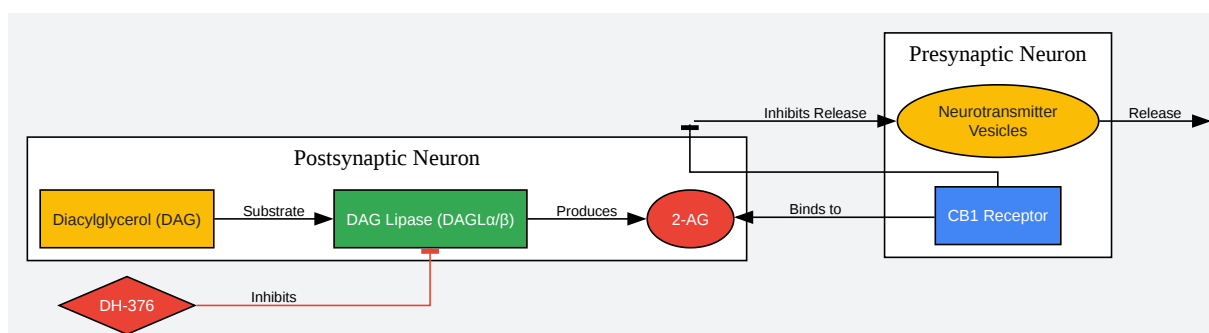 Presynaptic Neuron
Inhibits Release
Neurotransmitter
Vesicles
Release
Postsynaptic Neuron
Diacylglycerol (DAG)
Substrate
DAG Lipase (DAGLα/β)
Produces
2-AG
Binds to
CB1 Receptor
DH-376
Inhibits